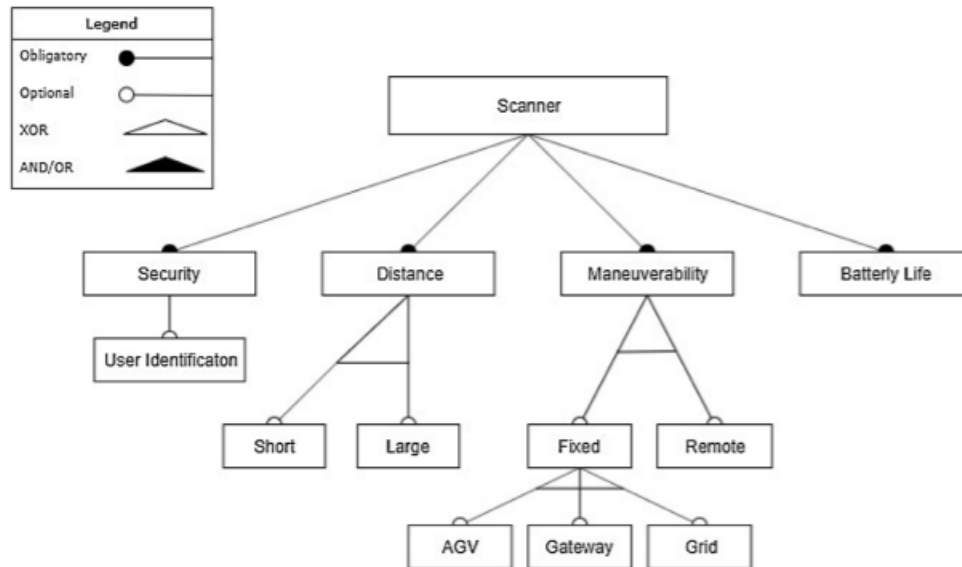 Legend
Obligatory
Optional
XOR
AND/OR
Scanner
Security
Distance
Maneuverability
Batterly Life
User Identificaton
Short
Large
Fixed
Remote
AGV
Gateway
Grid